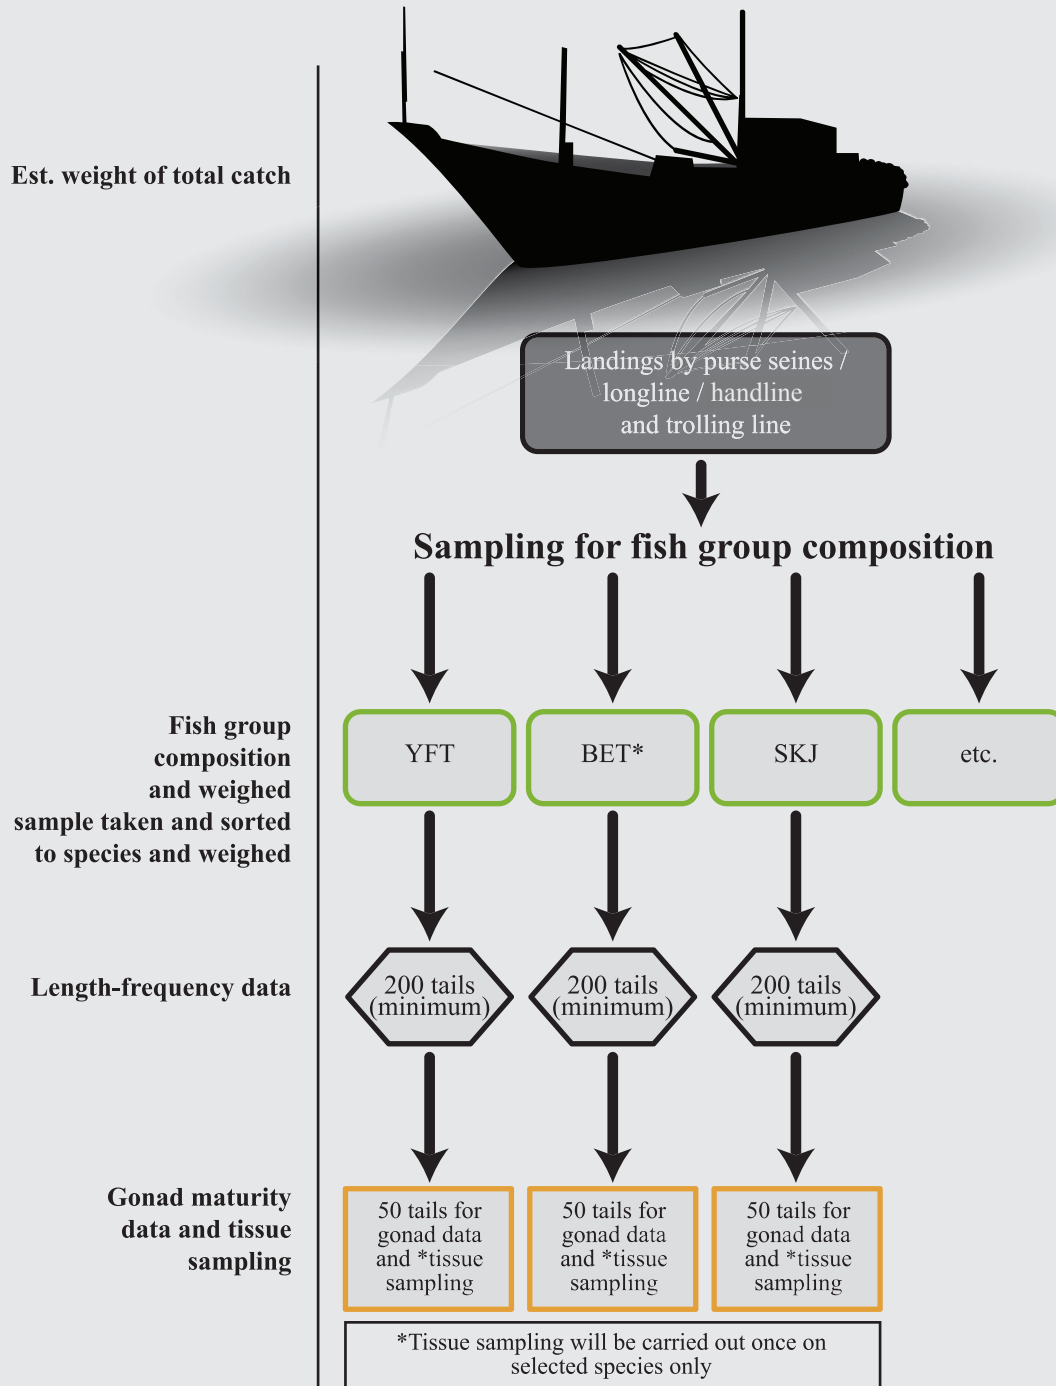 Est. weight of total catch
Landings by purse seines /
longline / handline
and trolling line
Sampling for fish group composition
Fish group
composition
and weighed
sample taken and sorted
to species and weighed
YFT
BET*
SKJ
etc.
Length-frequency data
200 tails
(minimum)
200 tails
(minimum)
200 tails
(minimum)
Gonad maturity
data and tissue
sampling
50 tails for
gonad data
and *tissue
sampling
50 tails for
gonad data
and *tissue
sampling
50 tails for
gonad data
and *tissue
sampling
*Tissue sampling will be carried out once on
selected species only